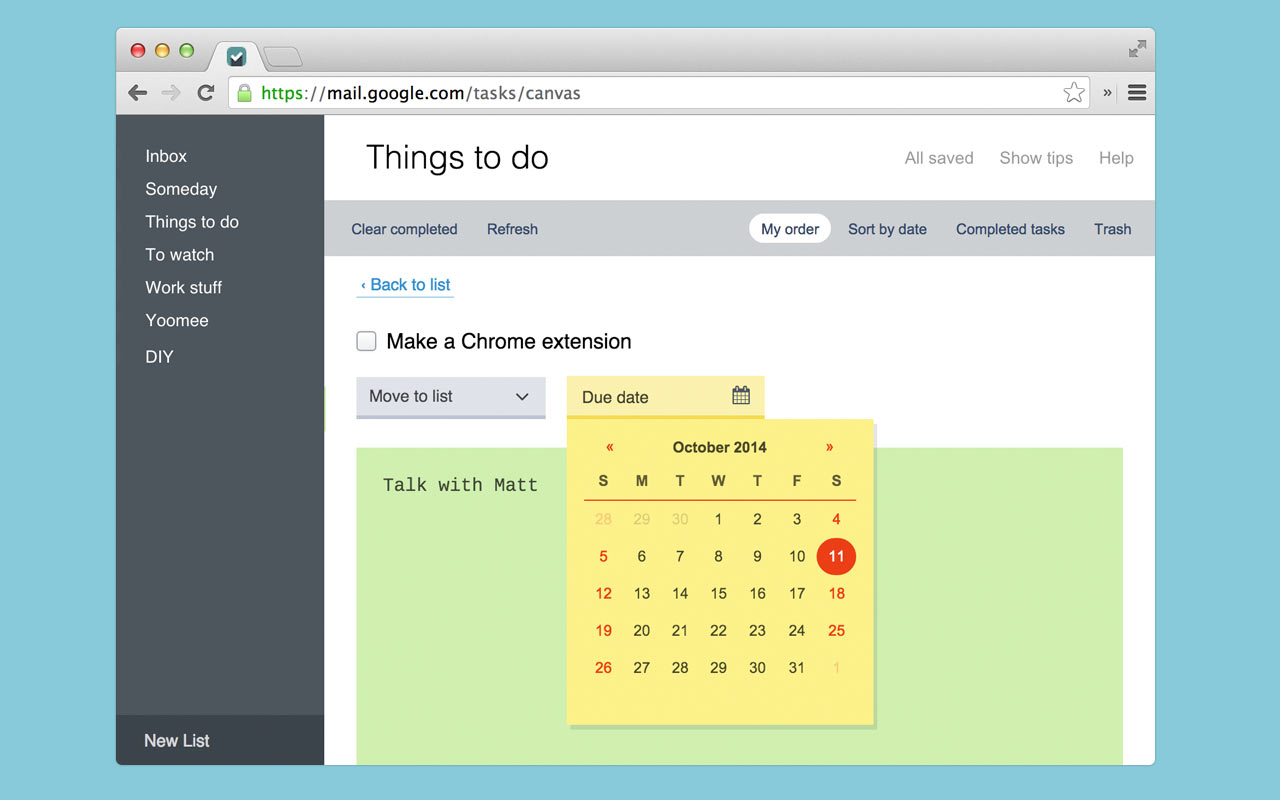 https://mail.google.com/tasks/canvas
Inbox
Someday
Things to do
To watch
Work stuff
Yoomee
DIY
New List
Things to do
All saved Show tips Help
Clear completed Refresh My order Sort by date Completed tasks Trash
‹ Back to list
Make a Chrome extension
Move to list Due date
Talk with Matt
« October 2014 »
S M T W T F S
28 29 30 1 2 3 4
5 6 7 8 9 10 11
12 13 14 15 16 17 18
19 20 21 22 23 24 25
26 27 28 29 30 31 1